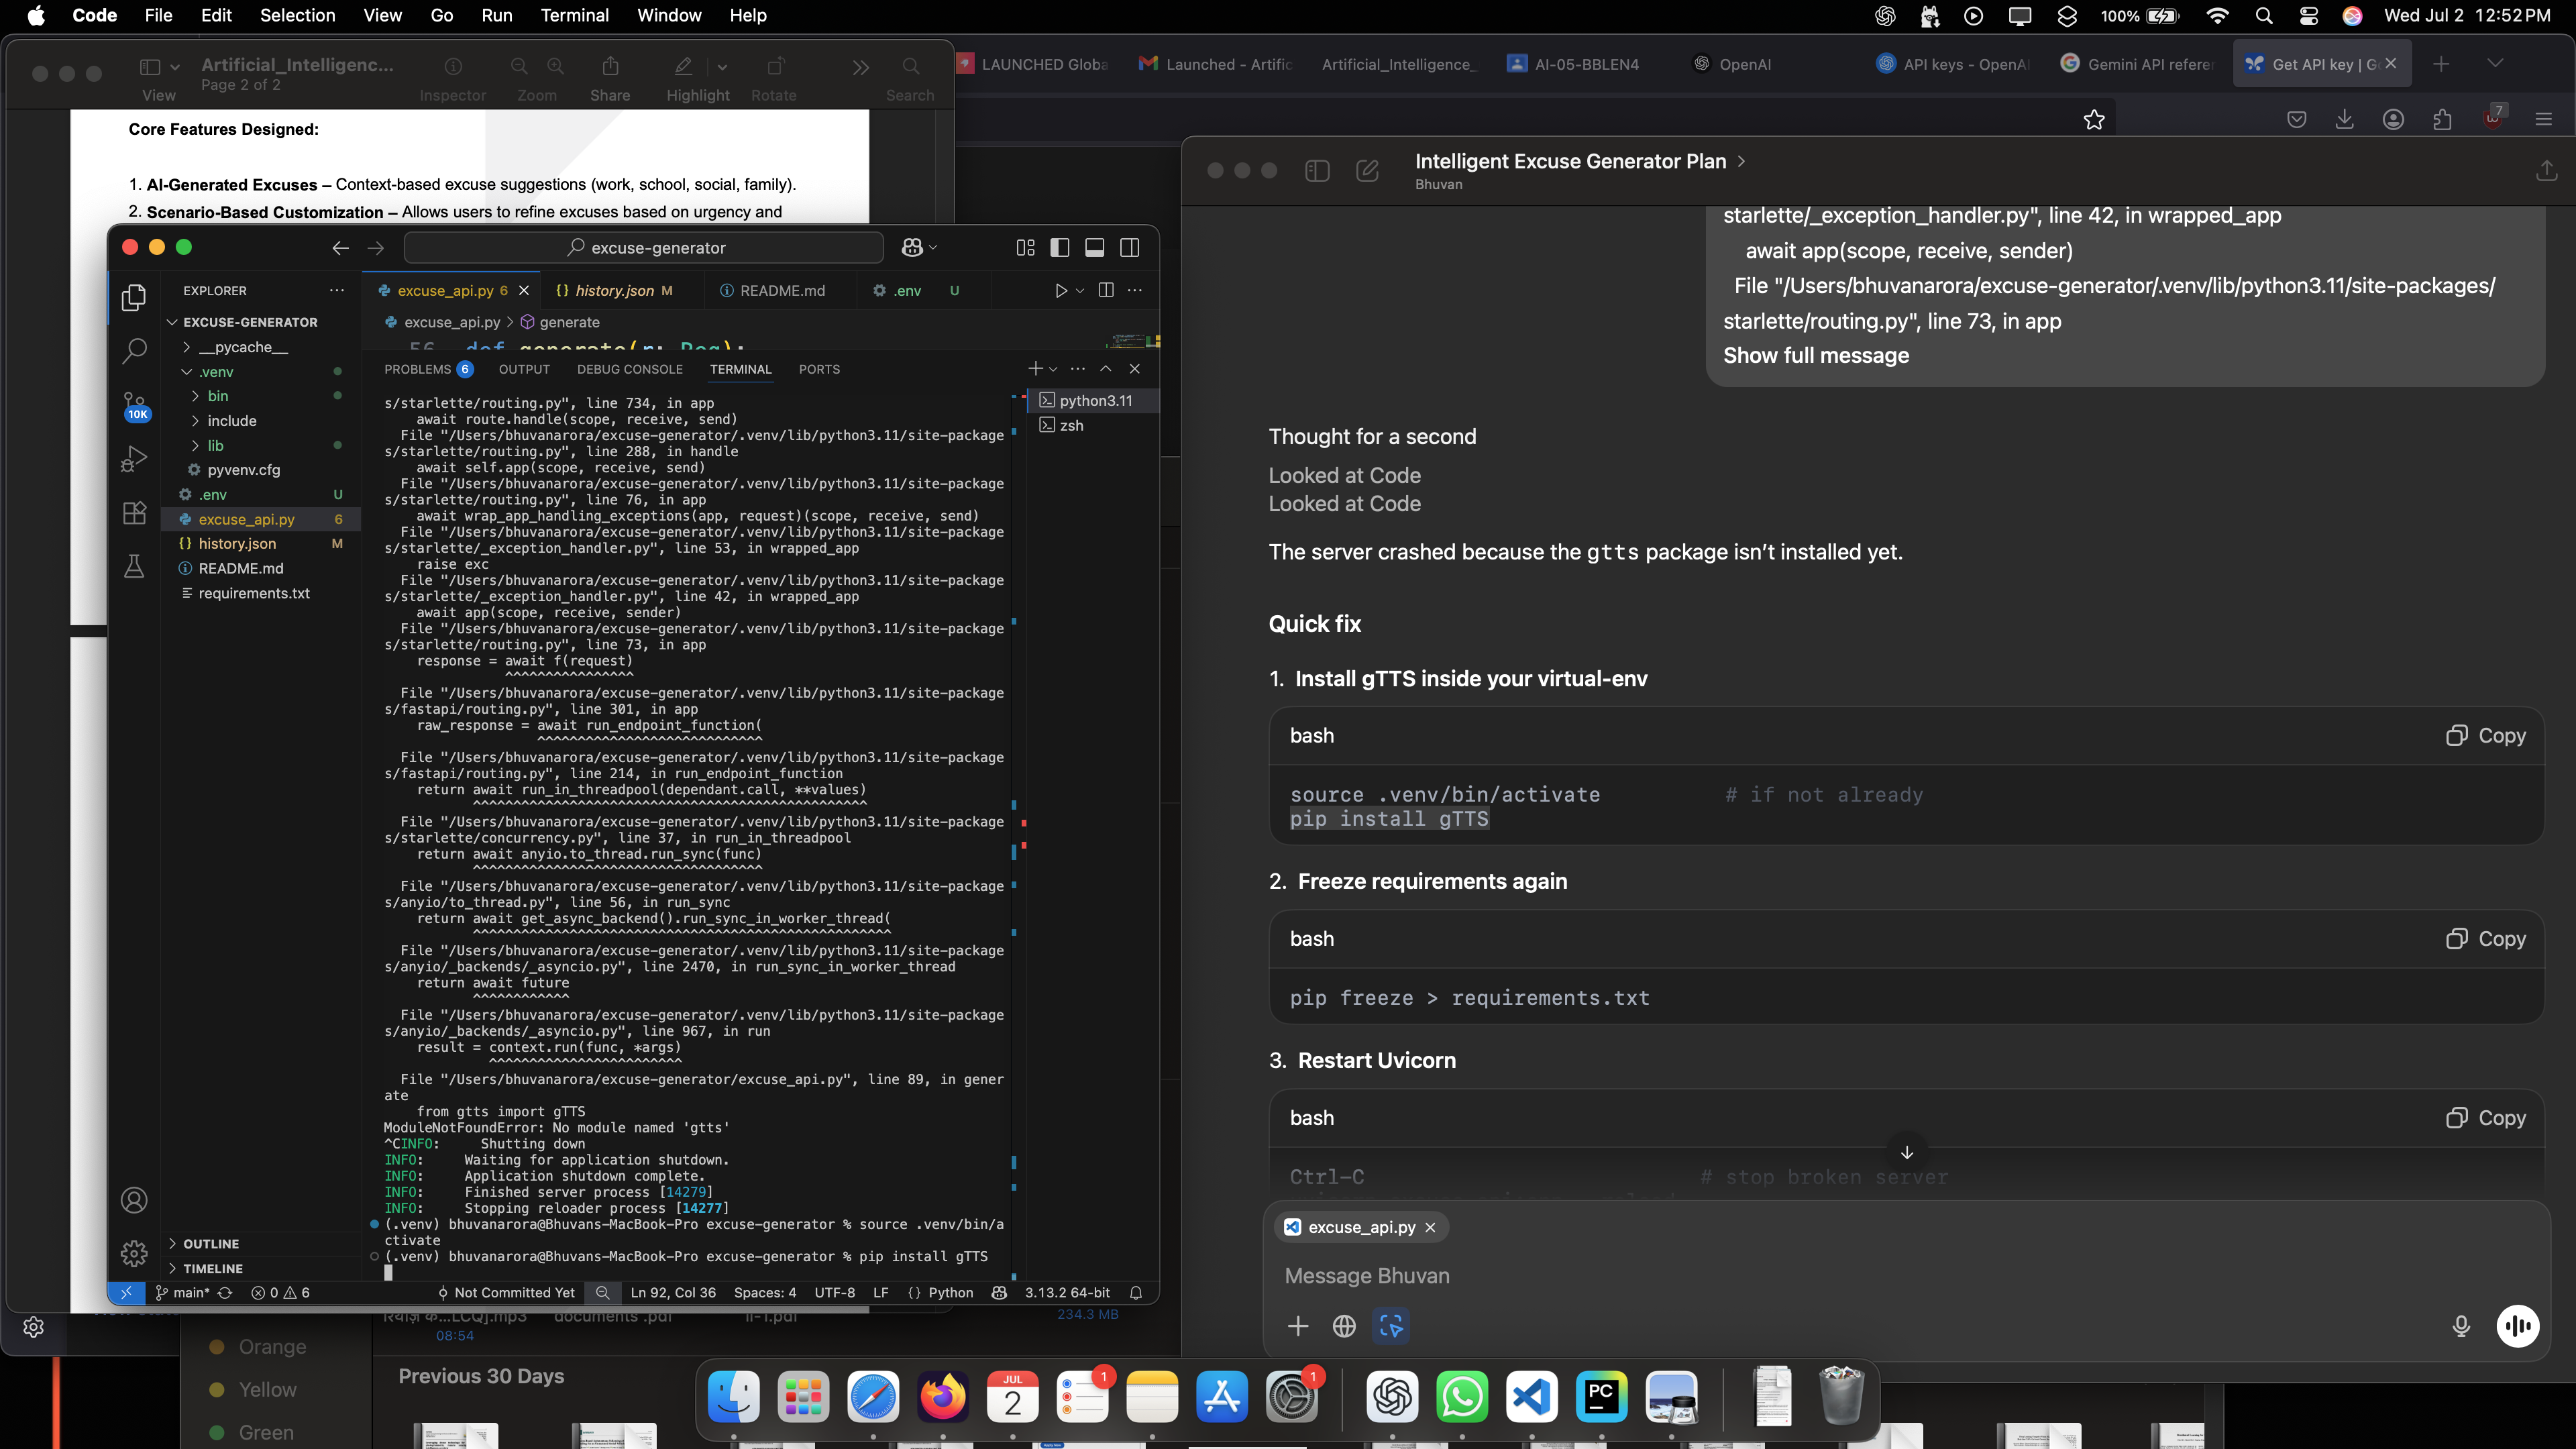 Code File Edit Selection View Go Run Terminal Window Help
100% Wed Jul 2 12:52 PM
Artificial_Intelligenc...
Page 2 of 2
View Inspector Zoom Share Highlight Rotate Search
LAUNCHED Globa
Launched - Artific
Artificial_Intelligence_
AI-05-BBLEN4
OpenAI
API keys - OpenAI
Gemini API referer
Get API key | G
7
Core Features Designed:
1. AI-Generated Excuses – Context-based excuse suggestions (work, school, social, family).
2. Scenario-Based Customization – Allows users to refine excuses based on urgency and
excuse-generator
EXPLORER
EXCUSE-GENERATOR
__pycache__
.venv
bin
include
lib
pyvenv.cfg
.env U
excuse_api.py 6
history.json M
README.md
requirements.txt
OUTLINE
TIMELINE
10K
excuse_api.py 6
history.json M
README.md
.env U
excuse_api.py > generate
56 def generate(r: Req):
PROBLEMS 6 OUTPUT DEBUG CONSOLE TERMINAL PORTS
python3.11
zsh
s/starlette/routing.py", line 734, in app
await route.handle(scope, receive, send)
File "/Users/bhuvanarora/excuse-generator/.venv/lib/python3.11/site-package
s/starlette/routing.py", line 288, in handle
await self.app(scope, receive, send)
File "/Users/bhuvanarora/excuse-generator/.venv/lib/python3.11/site-package
s/starlette/routing.py", line 76, in app
await wrap_app_handling_exceptions(app, request)(scope, receive, send)
File "/Users/bhuvanarora/excuse-generator/.venv/lib/python3.11/site-package
s/starlette/_exception_handler.py", line 53, in wrapped_app
raise exc
File "/Users/bhuvanarora/excuse-generator/.venv/lib/python3.11/site-package
s/starlette/_exception_handler.py", line 42, in wrapped_app
await app(scope, receive, sender)
File "/Users/bhuvanarora/excuse-generator/.venv/lib/python3.11/site-package
s/starlette/routing.py", line 73, in app
response = await f(request)
^^^^^^^^^^^^^^^^
File "/Users/bhuvanarora/excuse-generator/.venv/lib/python3.11/site-package
s/fastapi/routing.py", line 301, in app
raw_response = await run_endpoint_function(
^^^^^^^^^^^^^^^^^^^^^^^^^^^^
File "/Users/bhuvanarora/excuse-generator/.venv/lib/python3.11/site-package
s/fastapi/routing.py", line 214, in run_endpoint_function
return await run_in_threadpool(dependant.call, **values)
^^^^^^^^^^^^^^^^^^^^^^^^^^^^^^^^^^^^^^^^^^^^^^^^^
File "/Users/bhuvanarora/excuse-generator/.venv/lib/python3.11/site-package
s/starlette/concurrency.py", line 37, in run_in_threadpool
return await anyio.to_thread.run_sync(func)
^^^^^^^^^^^^^^^^^^^^^^^^^^^^^^^^^^^^
File "/Users/bhuvanarora/excuse-generator/.venv/lib/python3.11/site-package
s/anyio/to_thread.py", line 56, in run_sync
return await get_async_backend().run_sync_in_worker_thread(
^^^^^^^^^^^^^^^^^^^^^^^^^^^^^^^^^^^^^^^^^^^^^^^^^^^^
File "/Users/bhuvanarora/excuse-generator/.venv/lib/python3.11/site-package
s/anyio/_backends/_asyncio.py", line 2470, in run_sync_in_worker_thread
return await future
^^^^^^^^^^^^
File "/Users/bhuvanarora/excuse-generator/.venv/lib/python3.11/site-package
s/anyio/_backends/_asyncio.py", line 967, in run
result = context.run(func, *args)
^^^^^^^^^^^^^^^^^^^^^^^^
File "/Users/bhuvanarora/excuse-generator/excuse_api.py", line 89, in gener
ate
from gtts import gTTS
ModuleNotFoundError: No module named 'gtts'
^CINFO: Shutting down
INFO: Waiting for application shutdown.
INFO: Application shutdown complete.
INFO: Finished server process [14279]
INFO: Stopping reloader process [14277]
(.venv) bhuvanarora@Bhuvans-MacBook-Pro excuse-generator % source .venv/bin/a
ctivate
(.venv) bhuvanarora@Bhuvans-MacBook-Pro excuse-generator % pip install gTTS
main* 0 6 Not Committed Yet Ln 92, Col 36 Spaces: 4 UTF-8 LF {} Python 3.13.2 64-bit
Intelligent Excuse Generator Plan >
Bhuvan
starlette/_exception_handler.py", line 42, in wrapped_app
await app(scope, receive, sender)
File "/Users/bhuvanarora/excuse-generator/.venv/lib/python3.11/site-packages/
starlette/routing.py", line 73, in app
Show full message
Thought for a second
Looked at Code
Looked at Code
The server crashed because the gtts package isn’t installed yet.
Quick fix
1. Install gTTS inside your virtual-env
bash Copy
source .venv/bin/activate # if not already
pip install gTTS
2. Freeze requirements again
bash Copy
pip freeze > requirements.txt
3. Restart Uvicorn
bash Copy
Ctrl-C # stop broken server
excuse_api.py
Message Bhuvan
234.3 MB
08:54
Orange
Yellow
Green
Previous 30 Days
JUL
2
1
1
PC